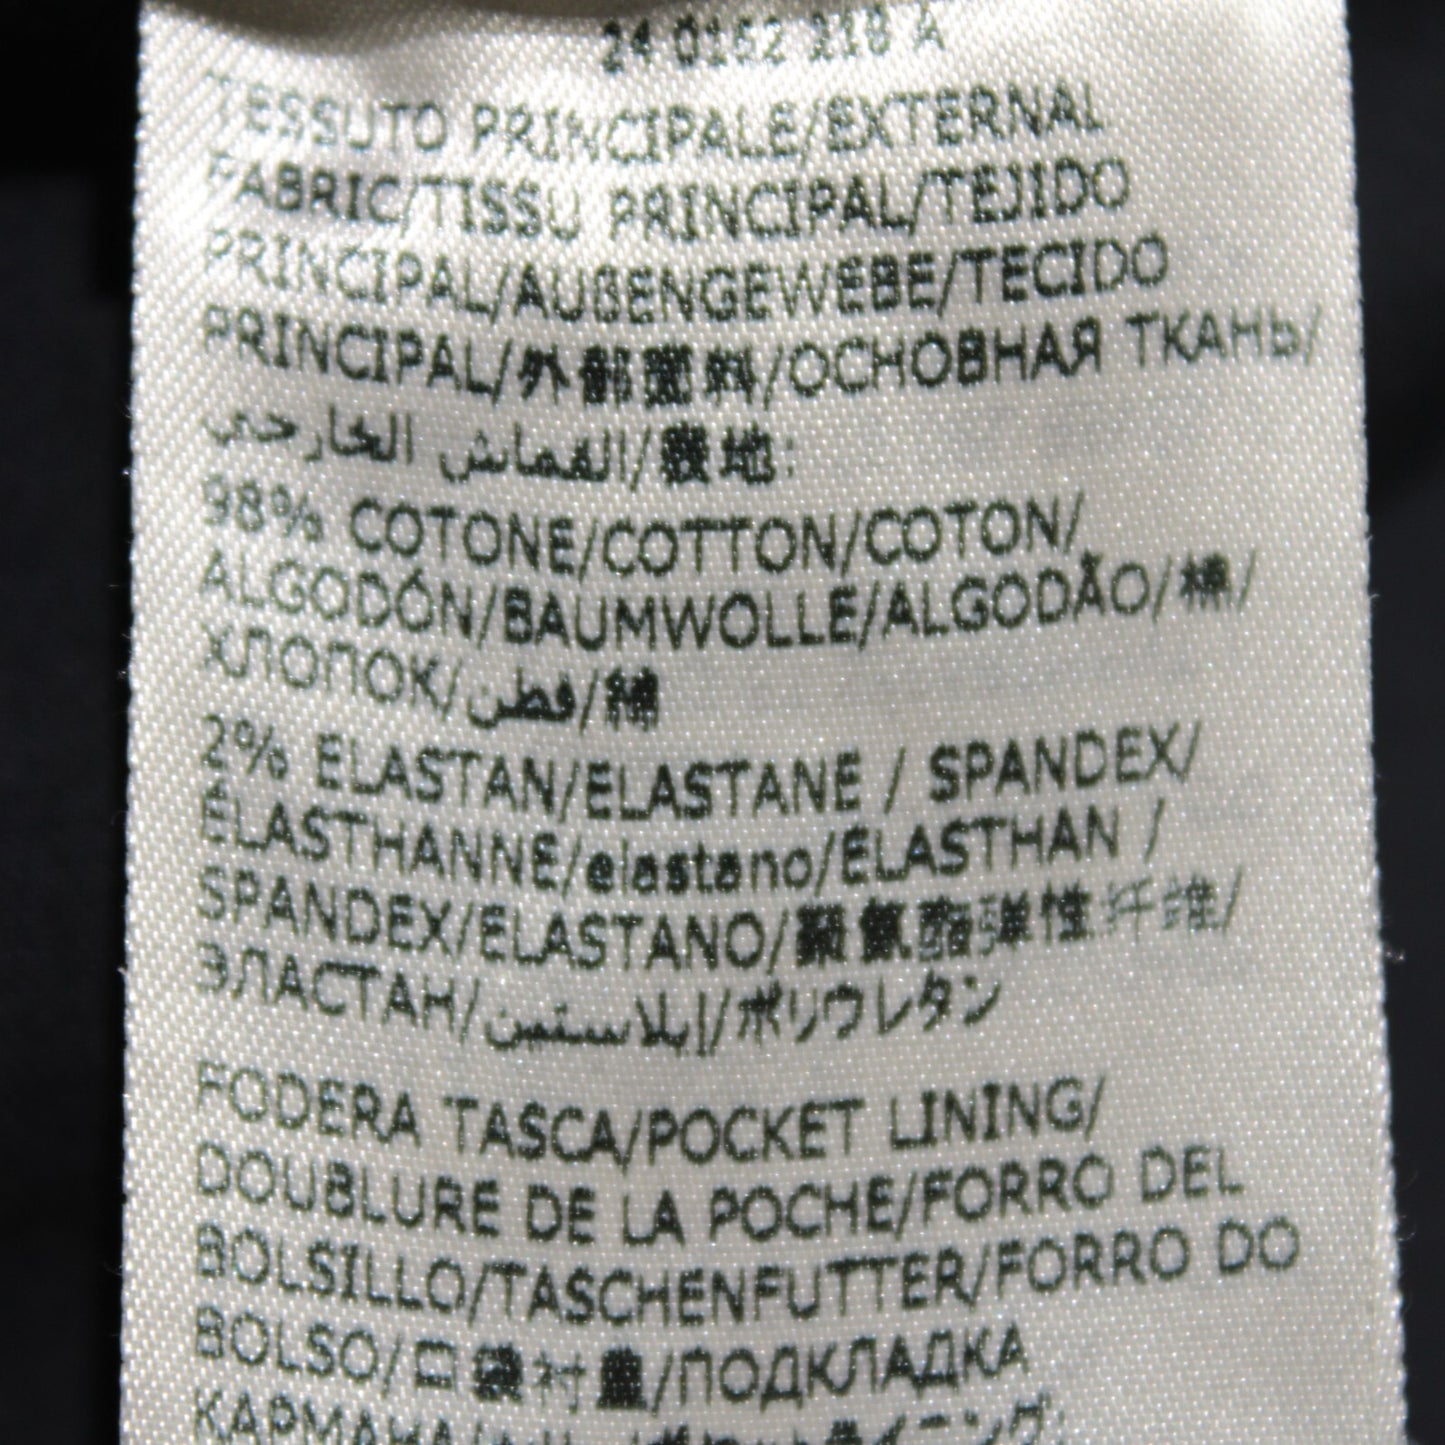 24 0162 218 A
TESSUTO PRINCIPALE/EXTERNAL
FABRIC/TISSU PRINCIPAL/TEJIDO
PRINCIPAL/AUßENGEWEBE/TECIDO
PRINCIPAL/外部面料/ОСНОВНАЯ ТКАНЬ/
القماش الخارجي/表地:
98% COTONE/COTTON/COTON/
ALGODÓN/BAUMWOLLE/ALGODÃO/棉/
ХЛОПОК/قطن/綿
2% ELASTAN/ELASTANE / SPANDEX/
ÉLASTHANNE/elastano/ELASTHAN /
SPANDEX/ELASTANO/聚氨酯弹性纤维/
ЭЛАСТАН/إيلاستين/ポリウレタン
FODERA TASCA/POCKET LINING/
DOUBLURE DE LA POCHE/FORRO DEL
BOLSILLO/TASCHENFUTTER/FORRO DO
BOLSO/口袋衬里/ПОДКЛАДКА
КАРМАНА/